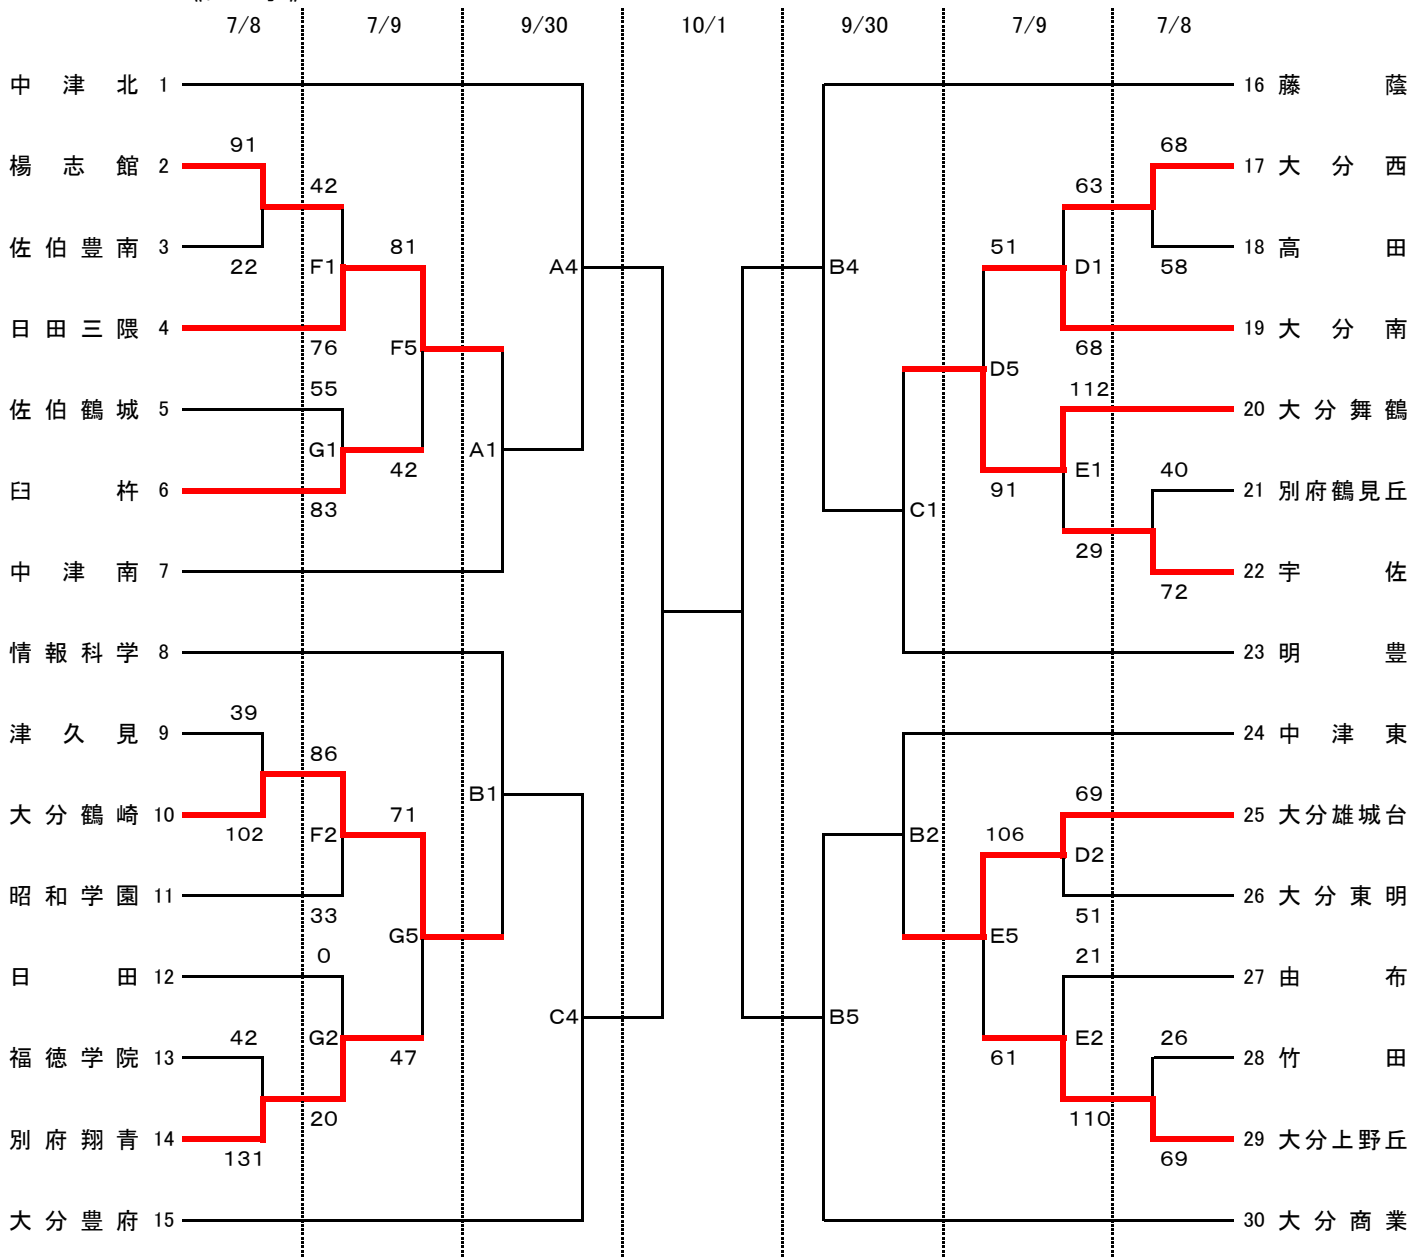 7/8 7/9 9/30 10/1 9/30 7/9 7/8
中津北 1
16 藤蔭
91
68
楊志館 2
17 大分西
42
63
佐伯豊南 3
81
51
18 高田
22
F1
A4
B4
D1
58
日田三隈 4
19 大分南
76
F5
68
D5
55
112
佐伯鶴城 5
20 大分舞鶴
G1
A1
42
91
E1
40
臼杵 6
21 別府鶴見丘
83
C1
29
中津南 7
22 宇佐
72
情報科学 8
23 明豊
39
津久見 9
24 中津東
86
B1
69
大分鶴崎 10
25 大分雄城台
102
F2
71
B2
106
D2
昭和学園 11
26 大分東明
33
51
G5
E5
0
21
日田 12
27 由布
C4
B5
42
G2
47
61
E2
26
福徳学院 13
28 竹田
20
110
別府翔青 14
29 大分上野丘
131
69
大分豊府 15
30 大分商業